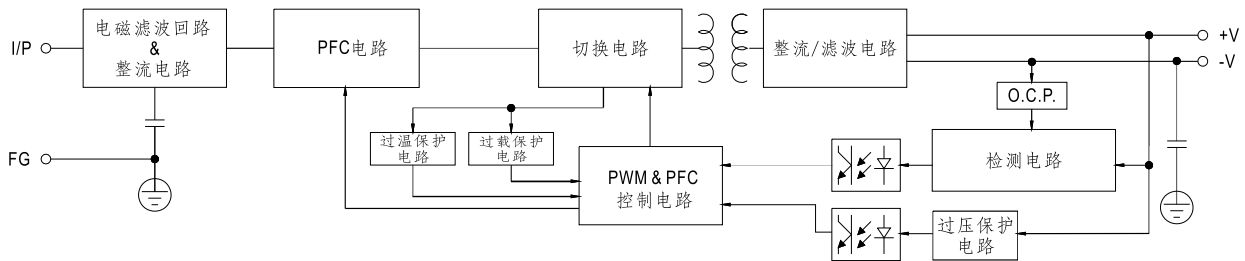 I/P
电磁滤波回路
&
整流电路
PFC电路
切换电路
整流/滤波电路
+V
-V
O.C.P.
FG
过温保护
电路
过载保护
电路
PWM & PFC
控制电路
检测电路
过压保护
电路